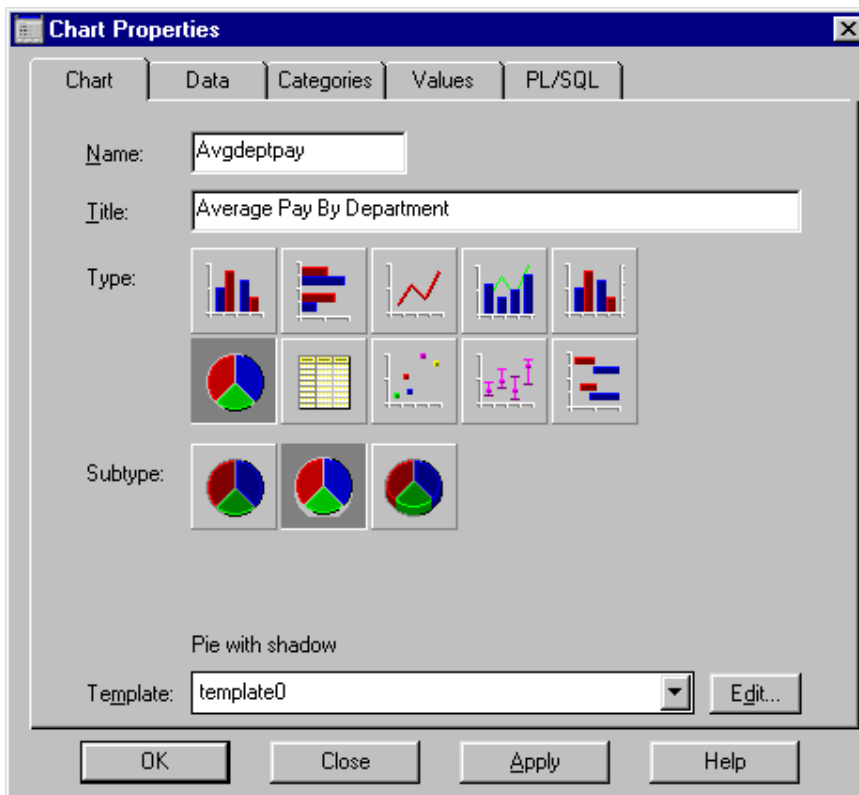 Chart Properties
Chart Data Categories Values PL/SQL
Name: Avgdeptpay
Title: Average Pay By Department
Type:
Subtype:
Pie with shadow
Template: template0 Edit...
OK Close Apply Help